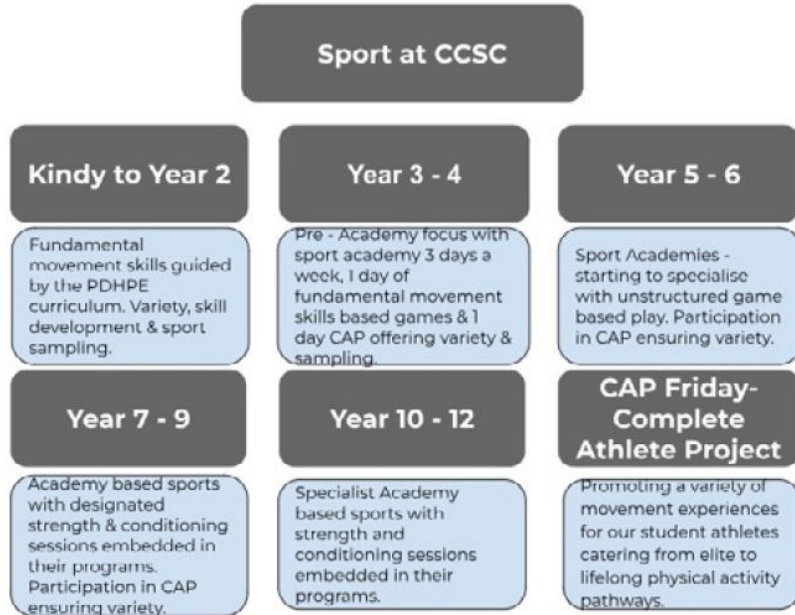 Sport at CCSC
Kindy to Year 2
Fundamental
movement skills guided
by the PDHPE
curriculum. Variety, skill
development & sport
sampling.
Year 3 - 4
Pre - Academy focus with
sport academy 3 days a
week, 1 day of
fundamental movement
skills based games & 1
day CAP offering variety &
sampling.
Year 5 - 6
Sport Academies -
starting to specialise
with unstructured game
based play. Participation
in CAP ensuring variety.
Year 7 - 9
Academy based sports
with designated
strength & conditioning
sessions embedded in
their programs.
Participation in CAP
ensuring variety.
Year 10 - 12
Specialist Academy
based sports with
strength and
conditioning sessions
embedded in their
programs.
CAP Friday-
Complete
Athlete Project
Promoting a variety of
movement experiences
for our student athletes
catering from elite to
lifelong physical activity
pathways.